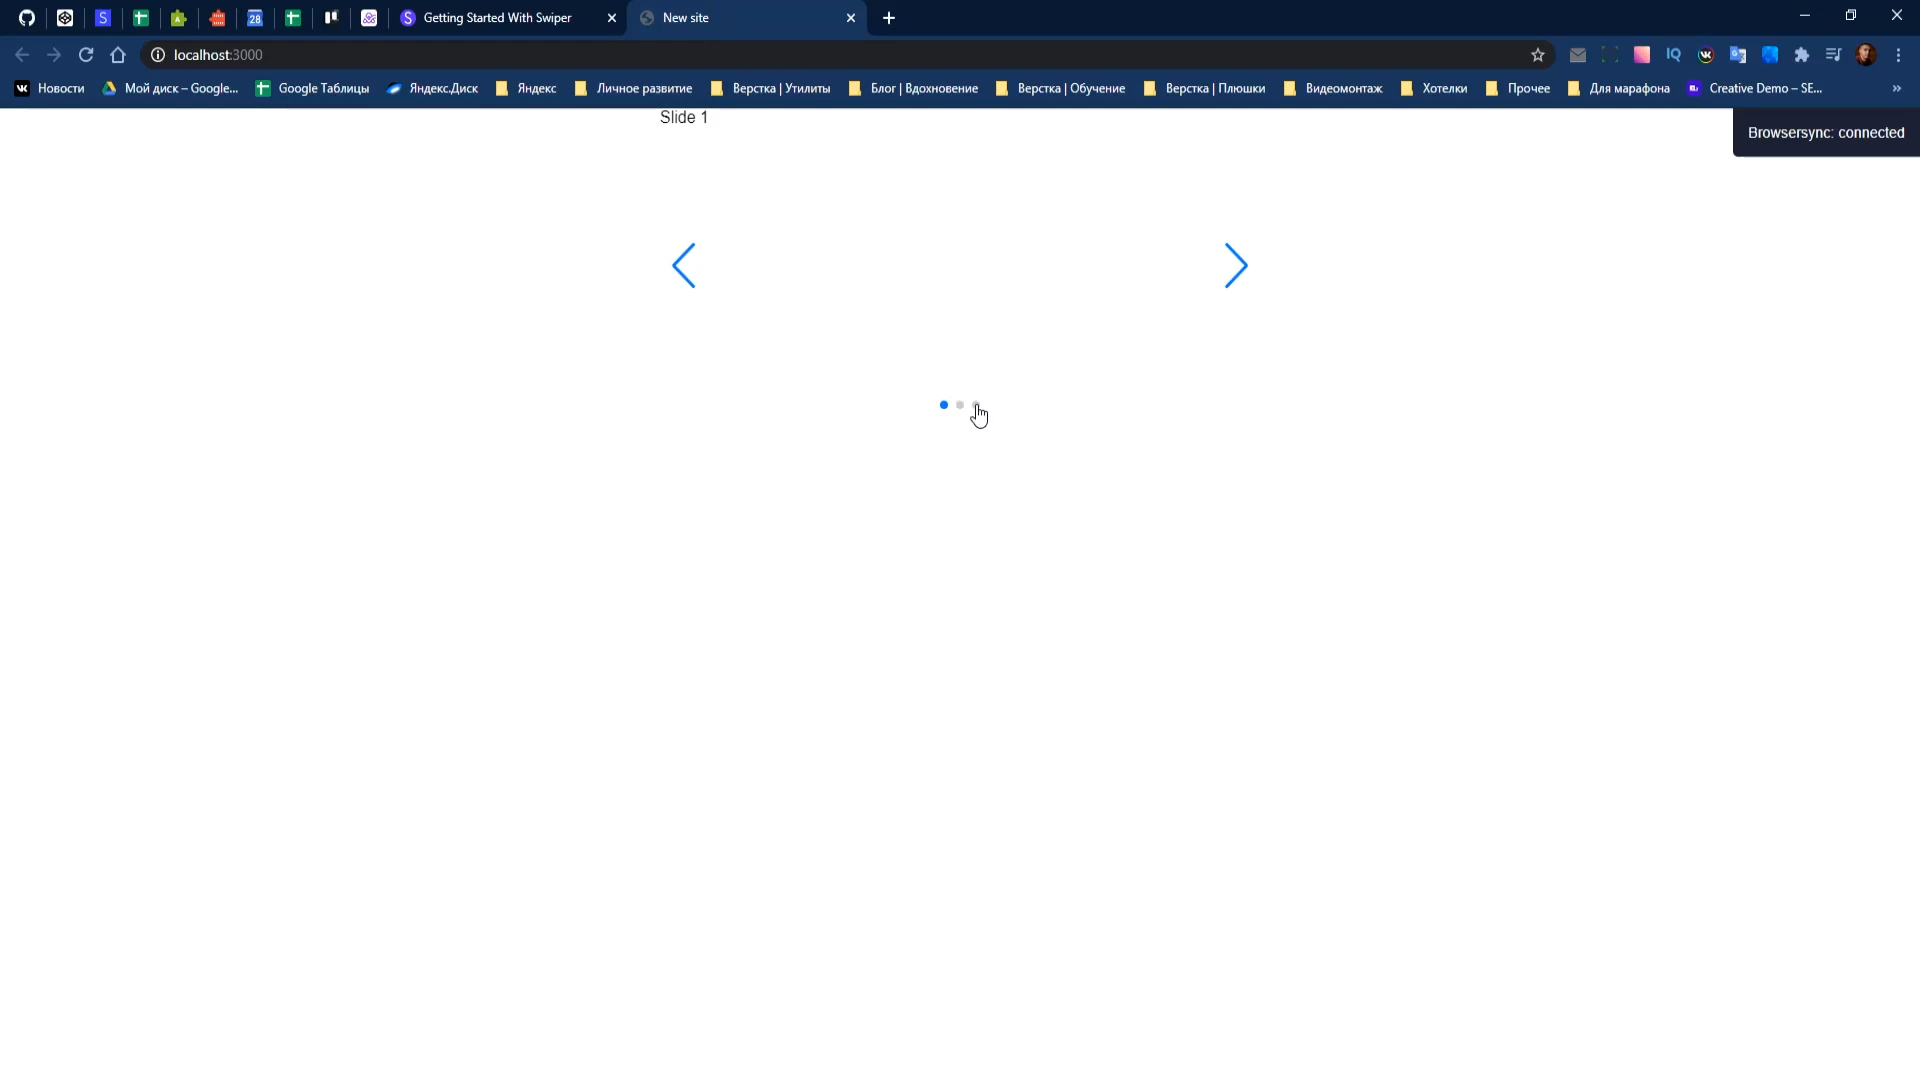 Getting Started With Swiper
New site
localhost:3000
Новости
Мой диск – Google...
Google Таблицы
Яндекс.Диск
Яндекс
Личное развитие
Верстка | Утилиты
Блог | Вдохновение
Верстка | Обучение
Верстка | Плюшки
Видеомонтаж
Хотелки
Прочее
Для марафона
Creative Demo – SE...
Slide 1
Browsersync: connected